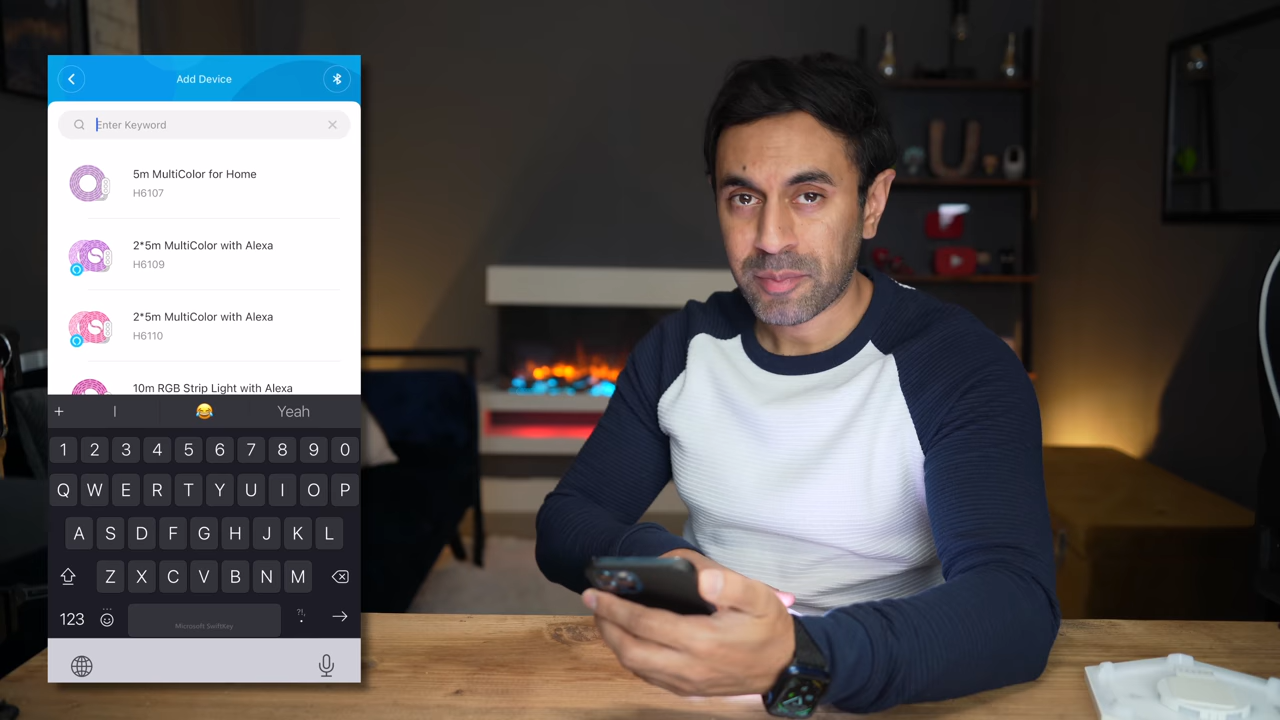 Add Device
Enter Keyword
5m MultiColor for Home
H6107
2*5m MultiColor with Alexa
H6109
2*5m MultiColor with Alexa
H6110
10m RGB Strip Light with Alexa
+ I 😂 Yeah
1 2 3 4 5 6 7 8 9 0
Q W E R T Y U I O P
A S D F G H J K L
Z X C V B N M
123 ?!, .
Microsoft SwiftKey
U